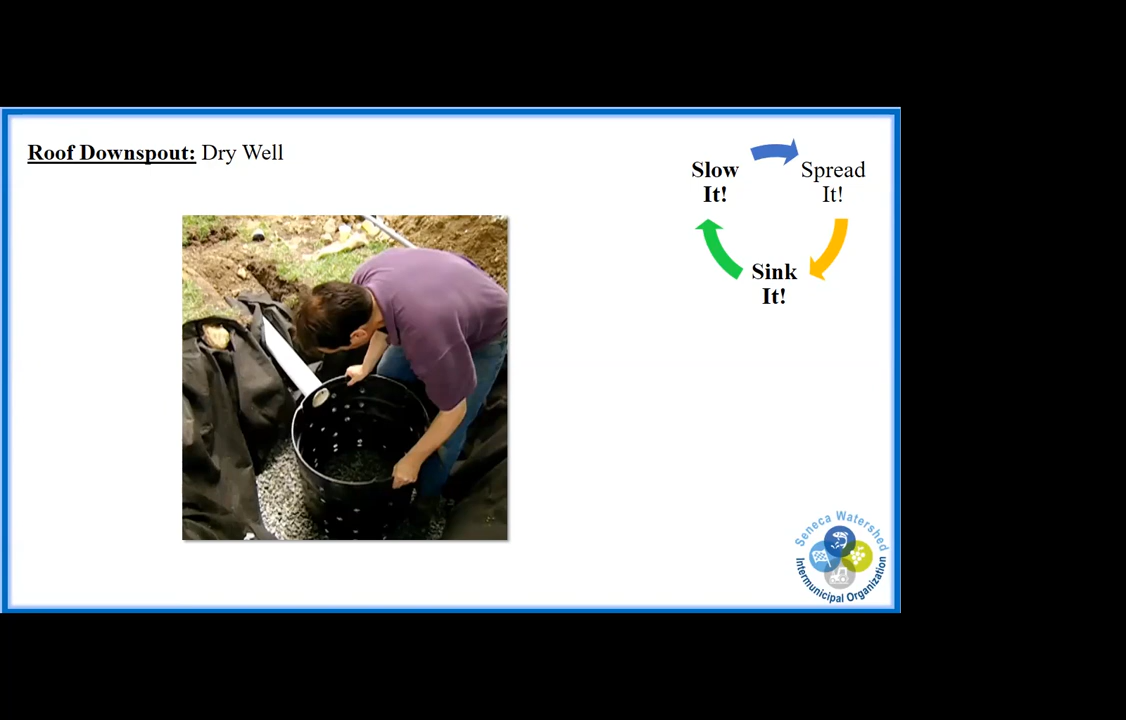 Roof Downspout: Dry Well
Slow
It!
Spread
It!
Sink
It!
Seneca Watershed
Intermunicipal Organization